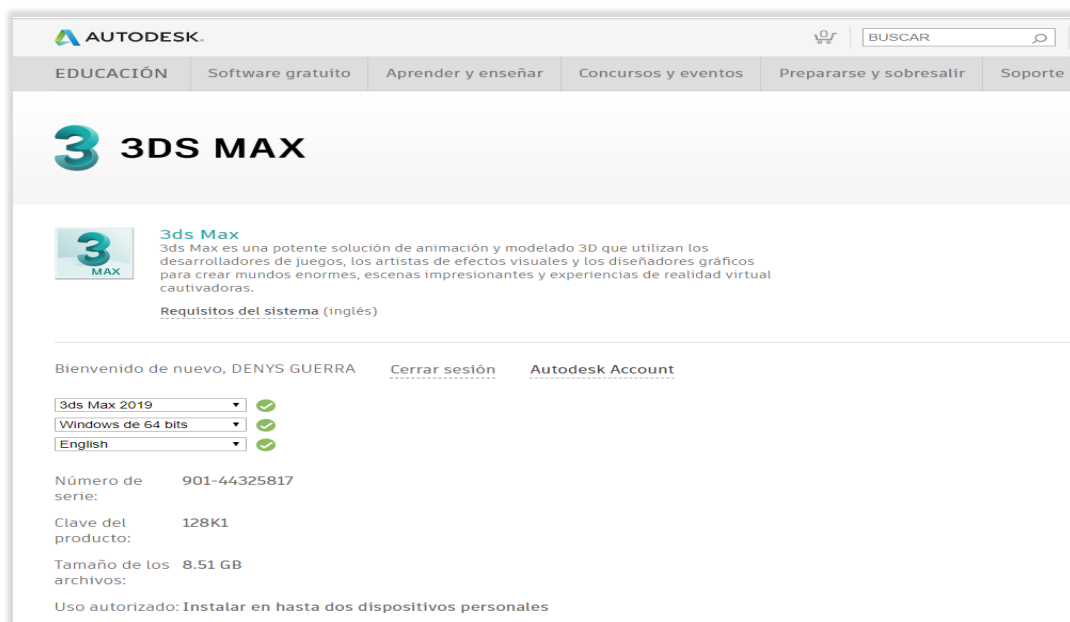 AUTODESK.
0
BUSCAR
EDUCACIÓN Software gratuito Aprender y enseñar Concursos y eventos Prepararse y sobresalir Soporte
3 3DS MAX
3ds Max
3 MAX
3ds Max es una potente solución de animación y modelado 3D que utilizan los
desarrolladores de juegos, los artistas de efectos visuales y los diseñadores gráficos
para crear mundos enormes, escenas impresionantes y experiencias de realidad virtual
cautivadoras.
Requisitos del sistema (inglés)
Bienvenido de nuevo, DENYS GUERRA Cerrar sesión Autodesk Account
3ds Max 2019
Windows de 64 bits
English
Número de serie: 901-44325817
Clave del producto: 128K1
Tamaño de los archivos: 8.51 GB
Uso autorizado: Instalar en hasta dos dispositivos personales